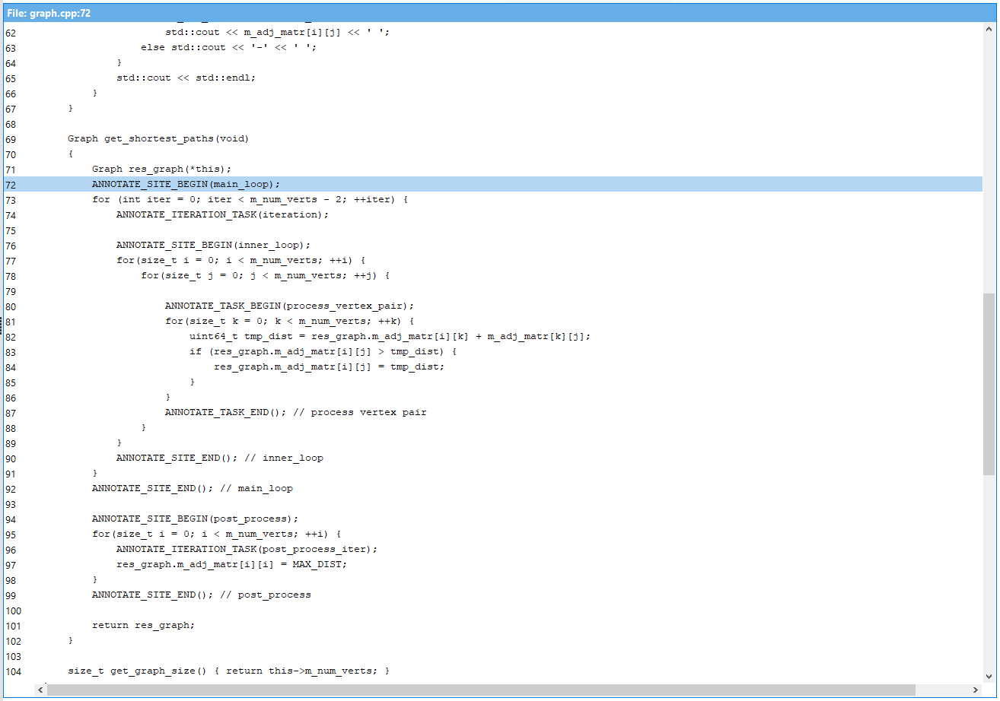 File: graph.cpp:72
62 std::cout << m_adj_matr[i][j] << ' ';
63 else std::cout << '-' << ' ';
64 }
65 std::cout << std::endl;
66 }
67 }
68
69 Graph get_shortest_paths(void)
70 {
71 Graph res_graph(*this);
72 ANNOTATE_SITE_BEGIN(main_loop);
73 for (int iter = 0; iter < m_num_verts - 2; ++iter) {
74 ANNOTATE_ITERATION_TASK(iteration);
75
76 ANNOTATE_SITE_BEGIN(inner_loop);
77 for(size_t i = 0; i < m_num_verts; ++i) {
78 for(size_t j = 0; j < m_num_verts; ++j) {
79
80 ANNOTATE_TASK_BEGIN(process_vertex_pair);
81 for(size_t k = 0; k < m_num_verts; ++k) {
82 uint64_t tmp_dist = res_graph.m_adj_matr[i][k] + m_adj_matr[k][j];
83 if (res_graph.m_adj_matr[i][j] > tmp_dist) {
84 res_graph.m_adj_matr[i][j] = tmp_dist;
85 }
86 }
87 ANNOTATE_TASK_END(); // process vertex pair
88 }
89 }
90 ANNOTATE_SITE_END(); // inner_loop
91 }
92 ANNOTATE_SITE_END(); // main_loop
93
94 ANNOTATE_SITE_BEGIN(post_process);
95 for(size_t i = 0; i < m_num_verts; ++i) {
96 ANNOTATE_ITERATION_TASK(post_process_iter);
97 res_graph.m_adj_matr[i][i] = MAX_DIST;
98 }
99 ANNOTATE_SITE_END(); // post_process
100
101 return res_graph;
102 }
103
104 size_t get_graph_size() { return this->m_num_verts; }